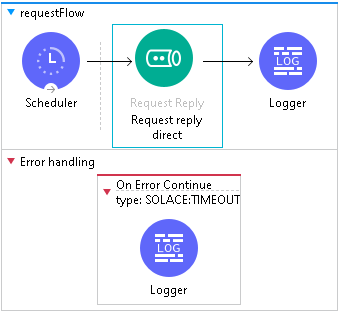 requestFlow
LOG
Scheduler
Request Reply
Logger
Request reply
direct
Error handling
On Error Continue
type: SOLACE:TIMEOUT
LOG
Logger